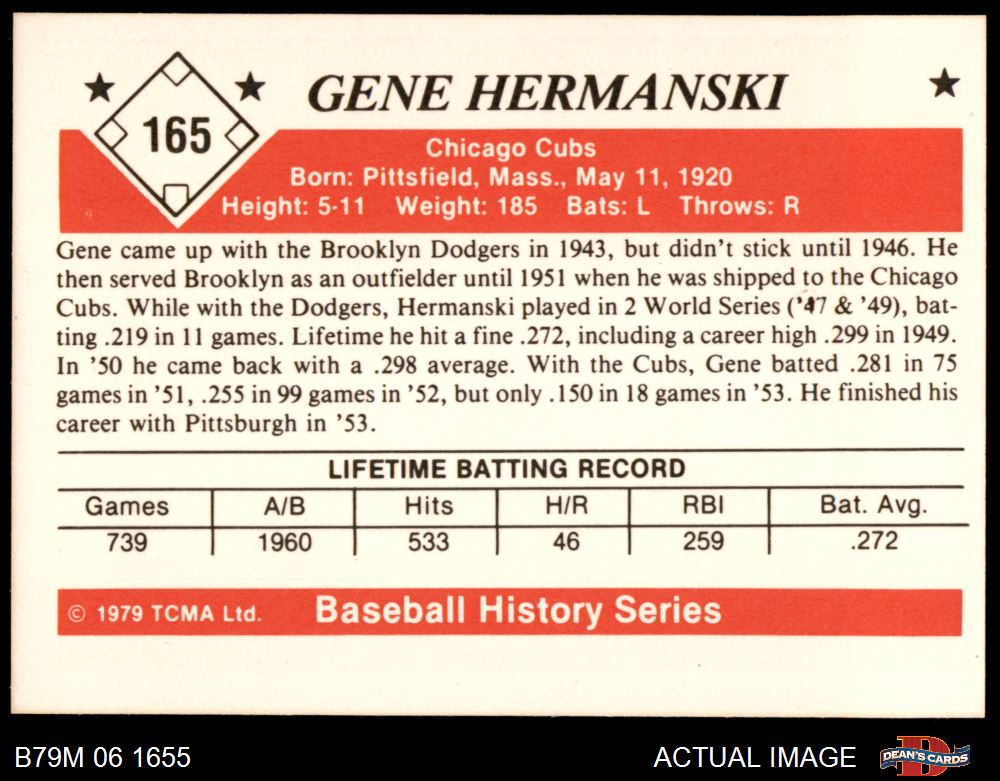 165
GENE HERMANSKI
Chicago Cubs
Born: Pittsfield, Mass., May 11, 1920
Height: 5-11 Weight: 185 Bats: L Throws: R
Gene came up with the Brooklyn Dodgers in 1943, but didn't stick until 1946. He
then served Brooklyn as an outfielder until 1951 when he was shipped to the Chicago
Cubs. While with the Dodgers, Hermanski played in 2 World Series ('47 & '49), bat-
ting .219 in 11 games. Lifetime he hit a fine .272, including a career high .299 in 1949.
In '50 he came back with a .298 average. With the Cubs, Gene batted .281 in 75
games in '51, .255 in 99 games in '52, but only .150 in 18 games in '53. He finished his
career with Pittsburgh in '53.
LIFETIME BATTING RECORD
Games A/B Hits H/R RBI Bat. Avg.
739 1960 533 46 259 .272
© 1979 TCMA Ltd. Baseball History Series
B79M 06 1655 ACTUAL IMAGE DEAN'S CARDS